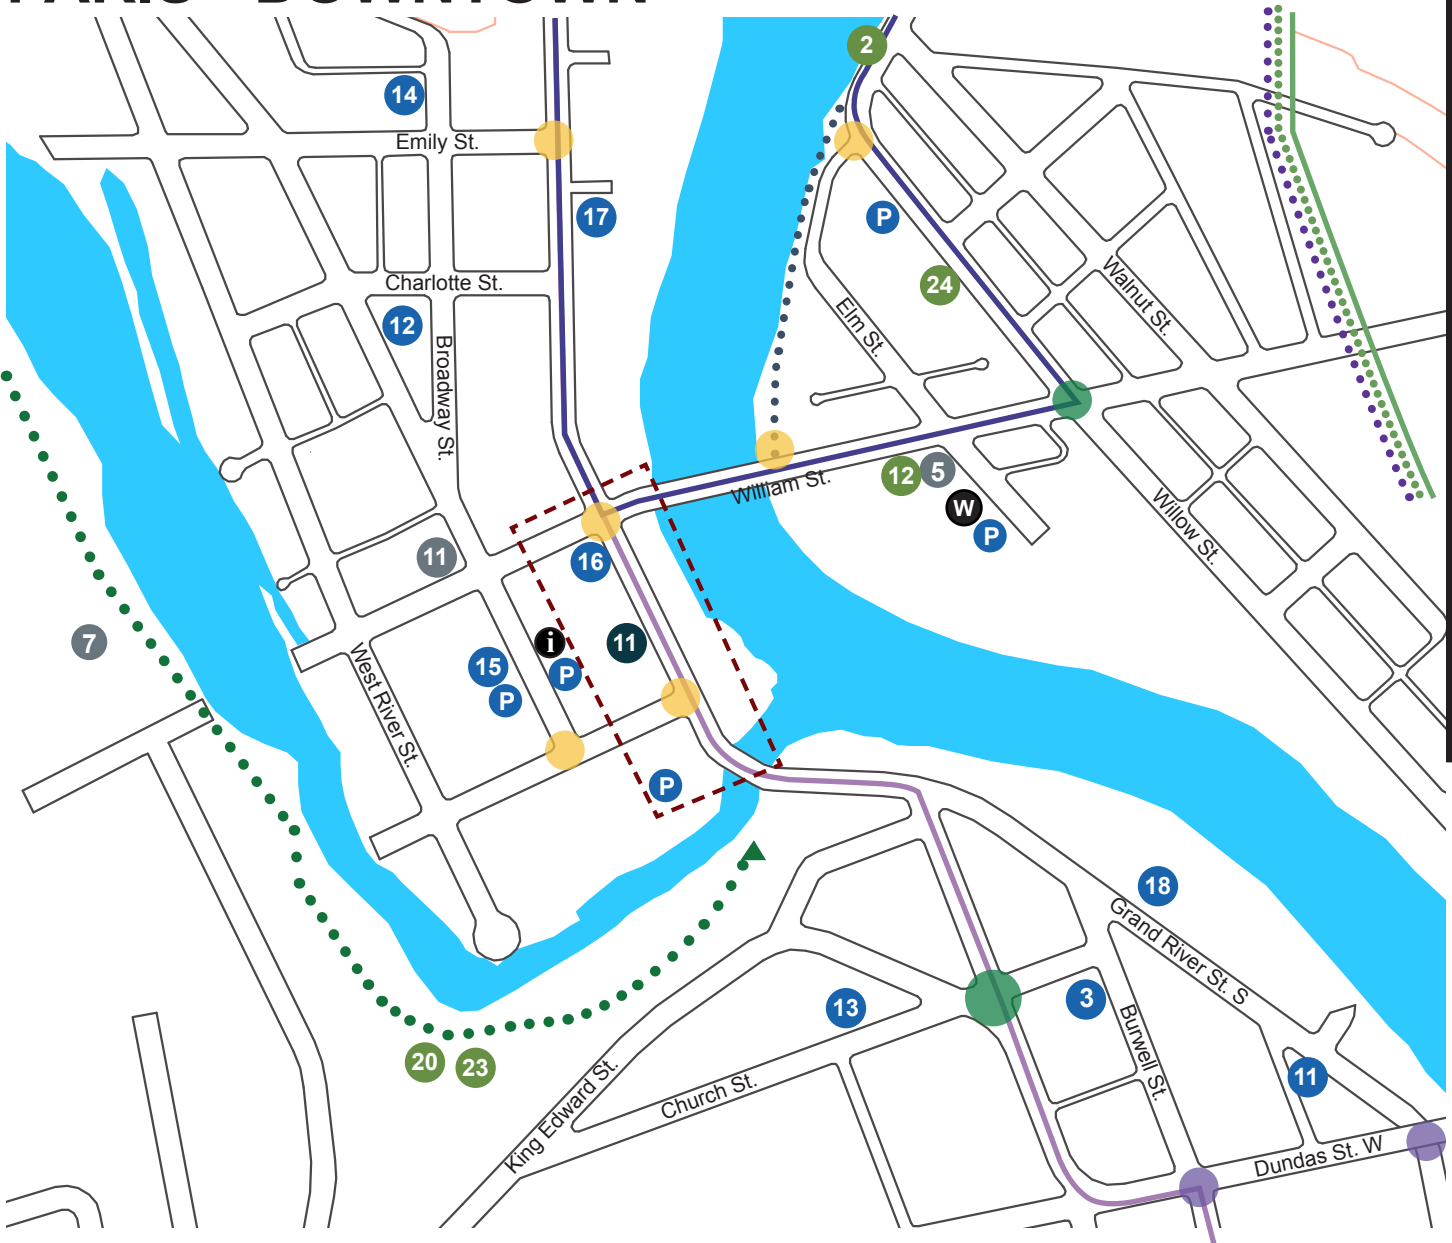 PARIS - DOWNTOWN
2
14
Emily St.
17
P
24
Charlotte St.
12
Broadway St.
Elm St.
Walnut St.
William St.
12
5
W
P
Willow St.
11
16
7
i
11
15
P
P
West River St.
P
18
Grand River St. S
3
13
Burwell St.
20
23
King Edward St.
Church St.
11
Dundas St. W